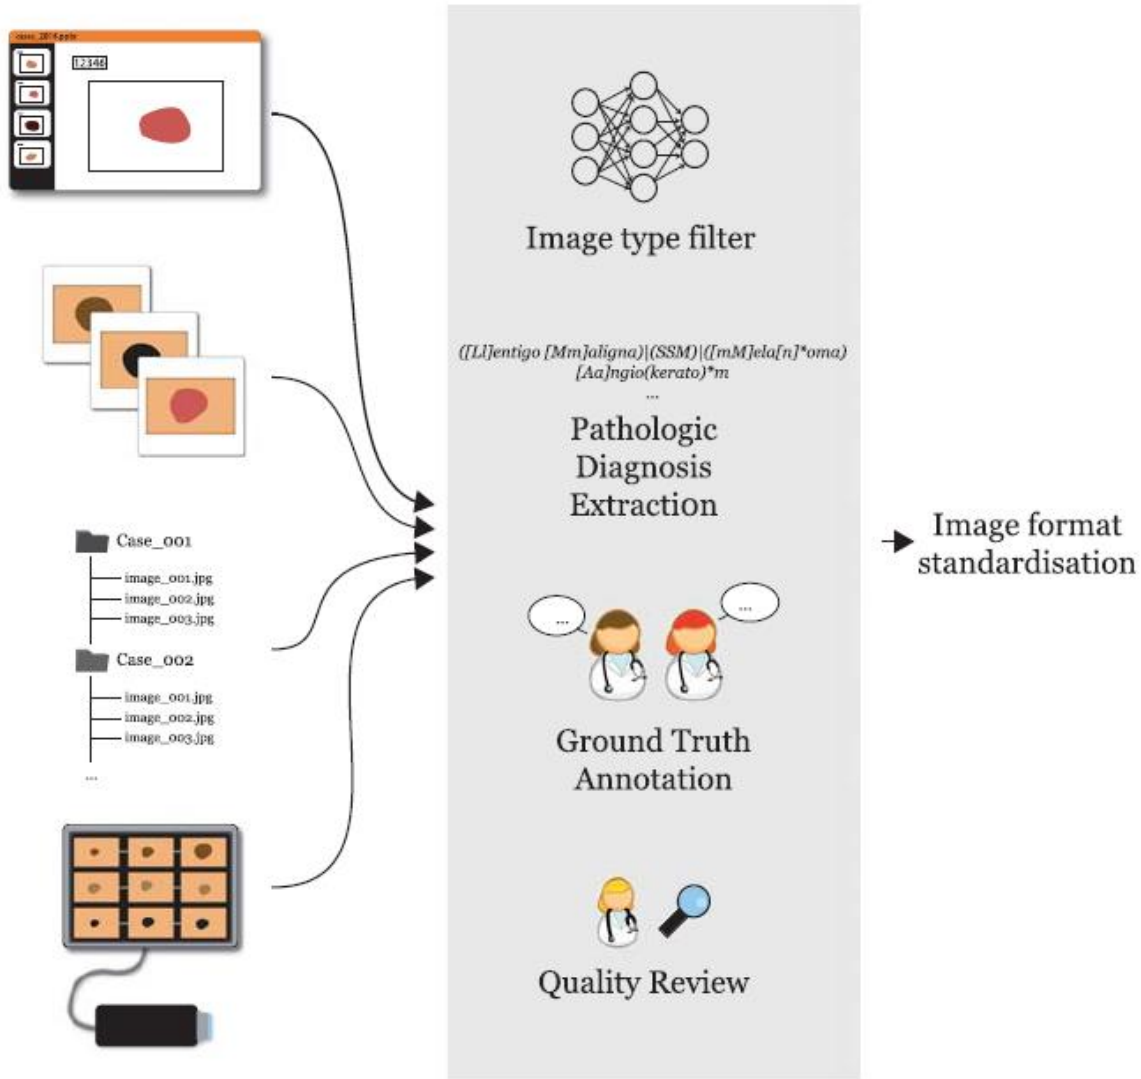 12346
Image type filter
([Ll]entigo [Mm]aligna)|(SSM)|([mM]ela[n]*oma)
[Aa]ngio(kerato)*m
...
Pathologic
Diagnosis
Extraction
Case_001
image_001.jpg
image_002.jpg
image_003.jpg
Case_002
image_001.jpg
image_002.jpg
image_003.jpg
...
...
...
Ground Truth
Annotation
Quality Review
Image format
standardisation